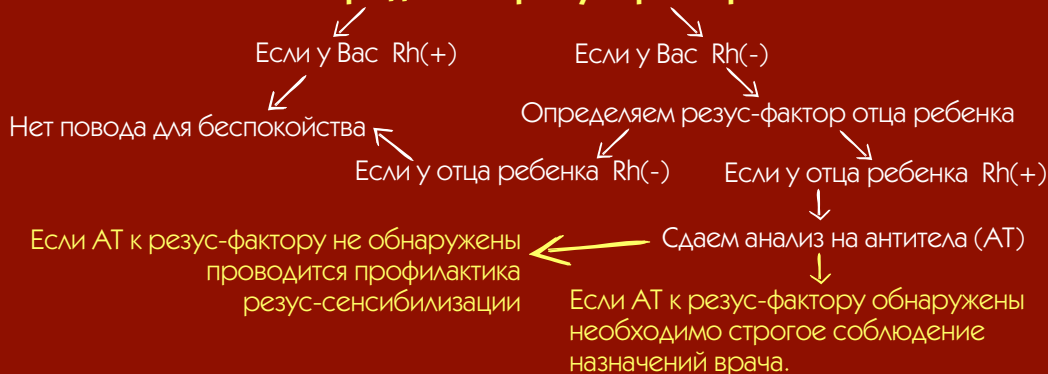 Если у Вас Rh(+)
Если у Вас Rh(-)
Определяем резус-фактор отца ребенка
Нет повода для беспокойства
Если у отца ребенка Rh(-)
Если у отца ребенка Rh(+)
Сдаем анализ на антитела (АТ)
Если АТ к резус-фактору не обнаружены
проводится профилактика
резус-сенсибилизации
Если АТ к резус-фактору обнаружены
необходимо строгое соблюдение
назначений врача.